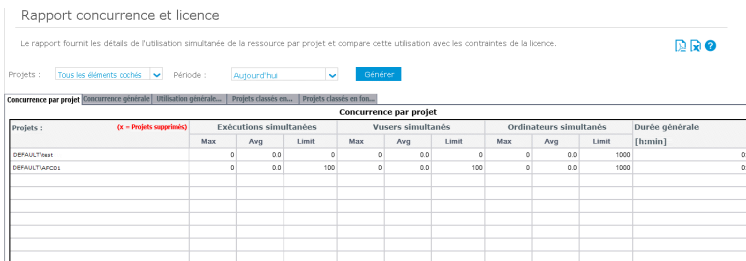 Rapport concurrence et licence
Le rapport fournit les détails de l'utilisation simultanée de la ressource par projet et compare cette utilisation avec les contraintes de la licence.
Projets : Tous les éléments cochés Période : Aujourd'hui Générer
Concurrence par projet Concurrence générale Utilisation générale... Projets classés en... Projets classés en fon...
Concurrence par projet
Projets : (X = Projets supprimés) Exécutions simultanées Vusers simultanés Ordinateurs simultanés Durée générale
Max Avg Limit Max Avg Limit Max Avg Limit [h:min]
DEFAULT\test 0 0.0 0 0 0.0 0 0 0.0 1000 0
DEFAULT\APC01 0 0.0 100 0 0.0 100 0 0.0 1000 0